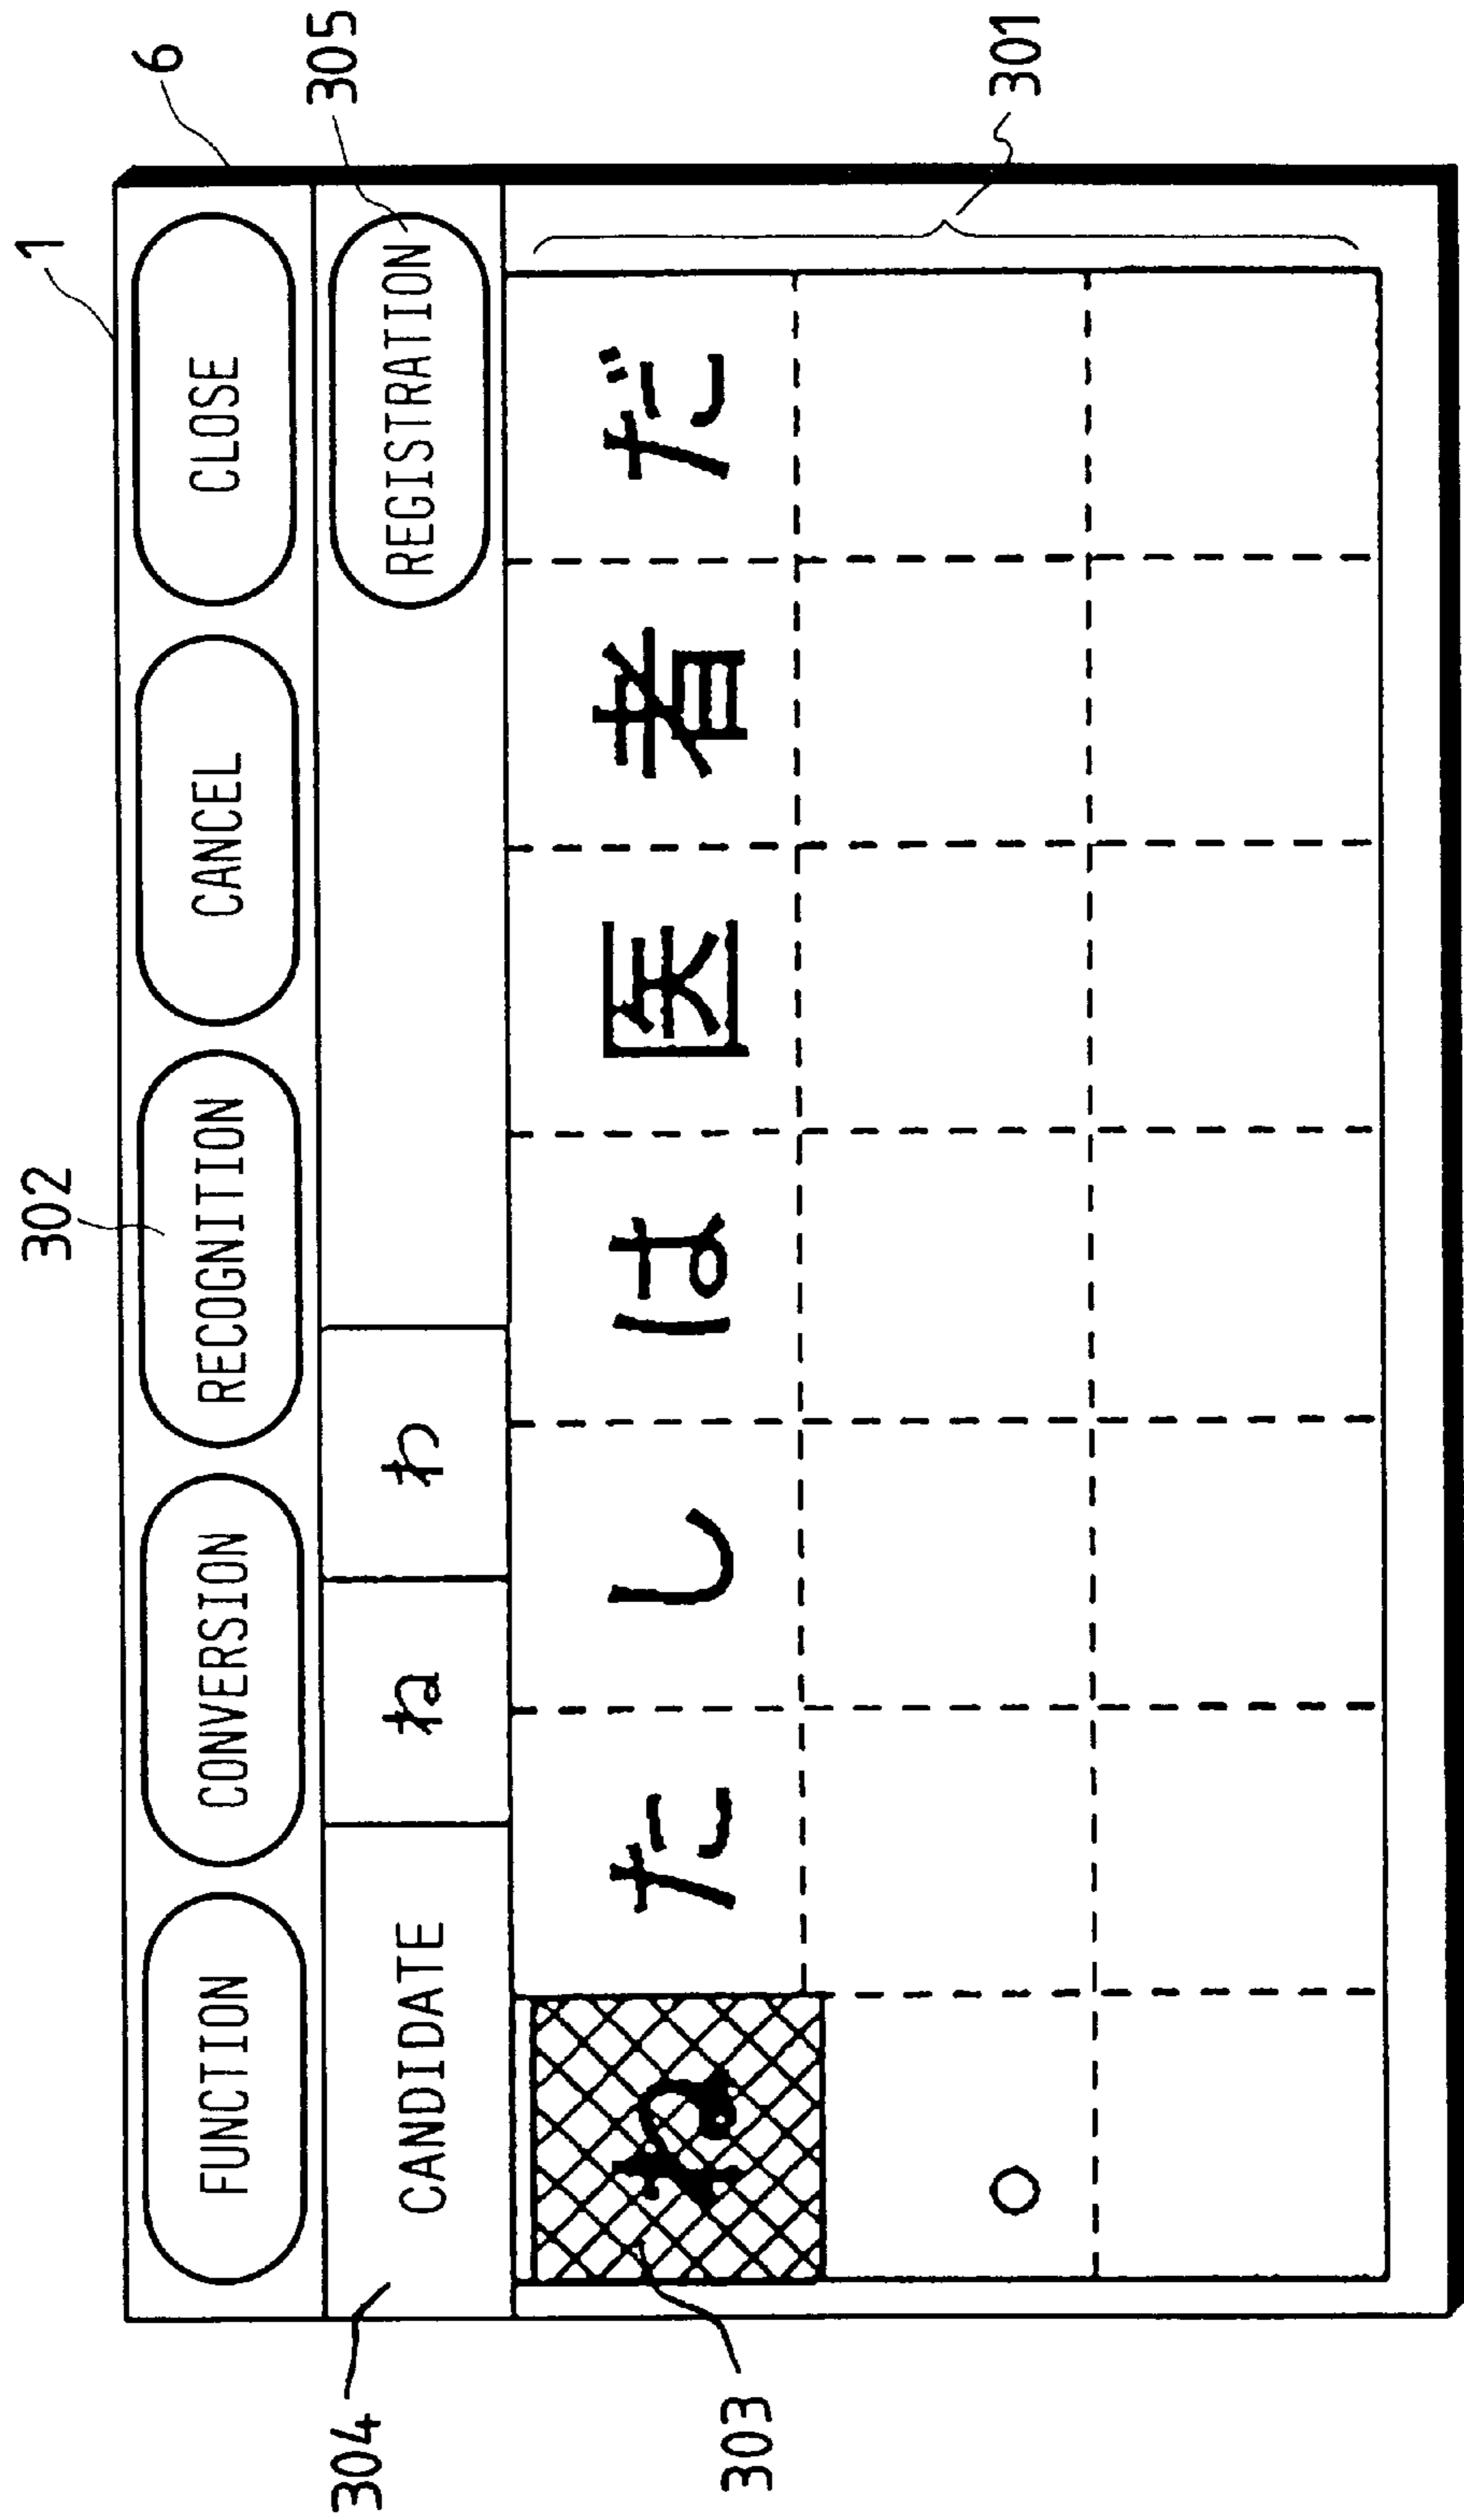 302
1
6
FUNCTION CONVERSION RECOGNITION CANCEL CLOSE
305
304
CANDIDATE ね わ REGISTRATION
ね た し は 医 者 だ
303
。
301